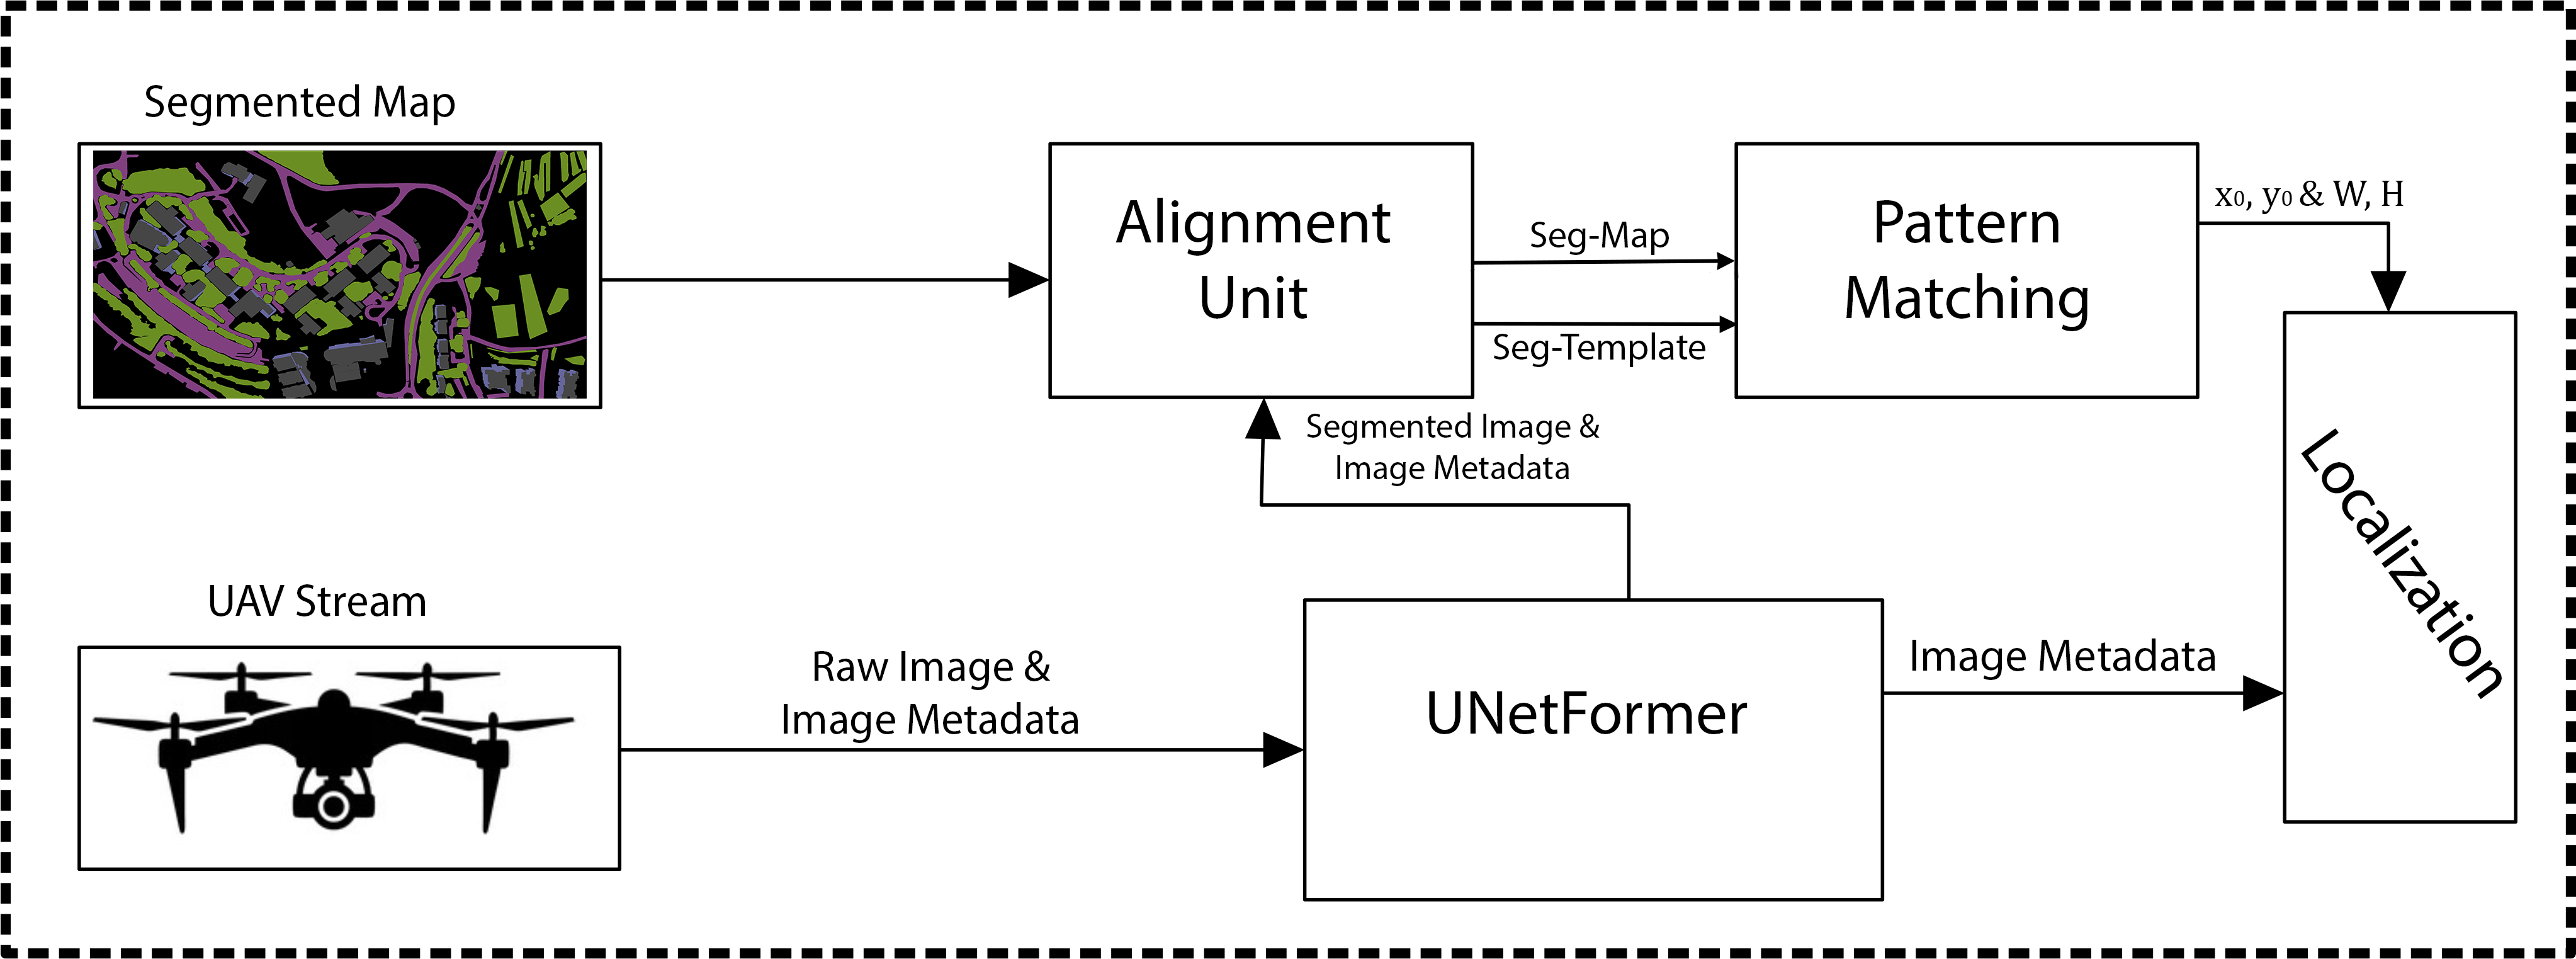 Segmented Map
Alignment
Unit
Seg-Map
Seg-Template
Pattern
Matching
x₀, y₀ & W, H
Segmented Image &
Image Metadata
Localization
UAV Stream
Raw Image &
Image Metadata
UNetFormer
Image Metadata